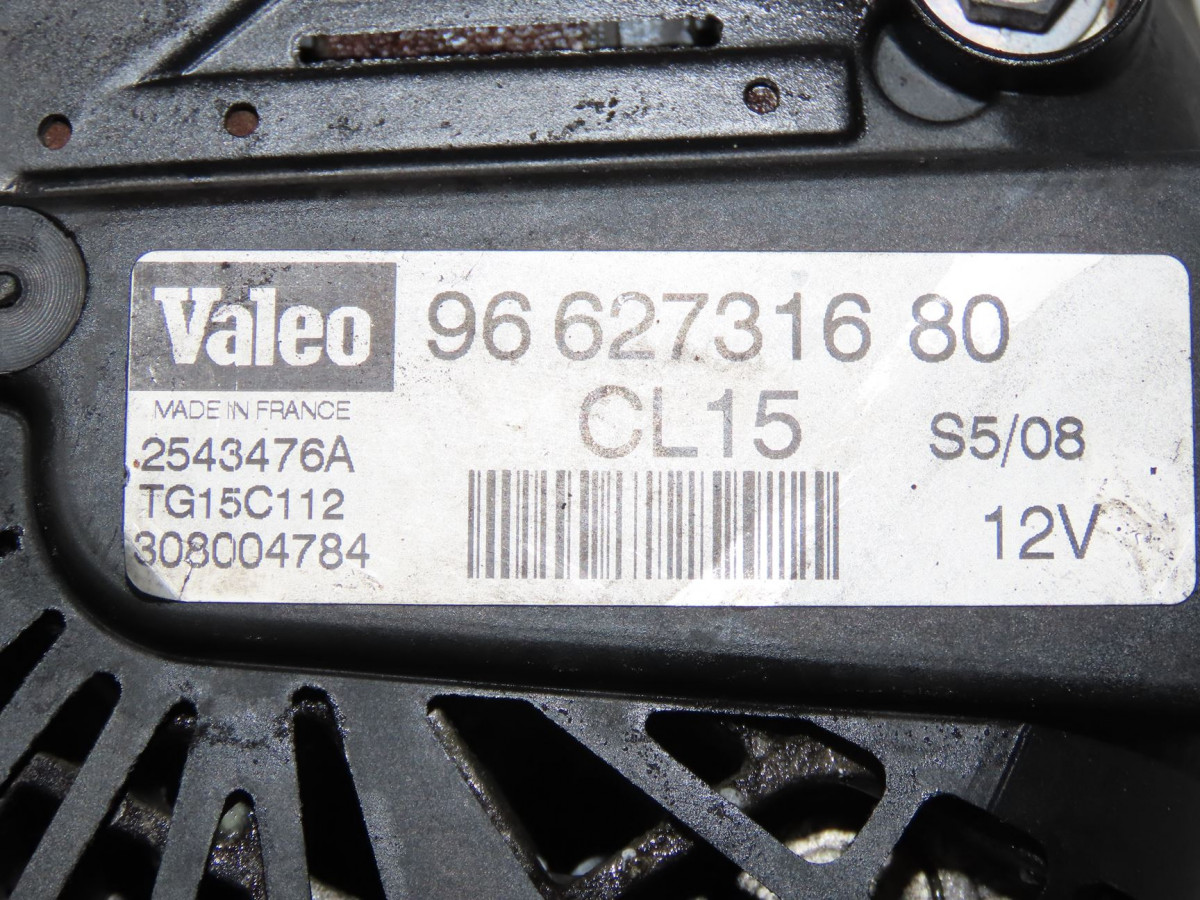 Valeo 96 627316 80
MADE IN FRANCE
CL15
S5/08
2543476A
TG15C112
308004784
12V